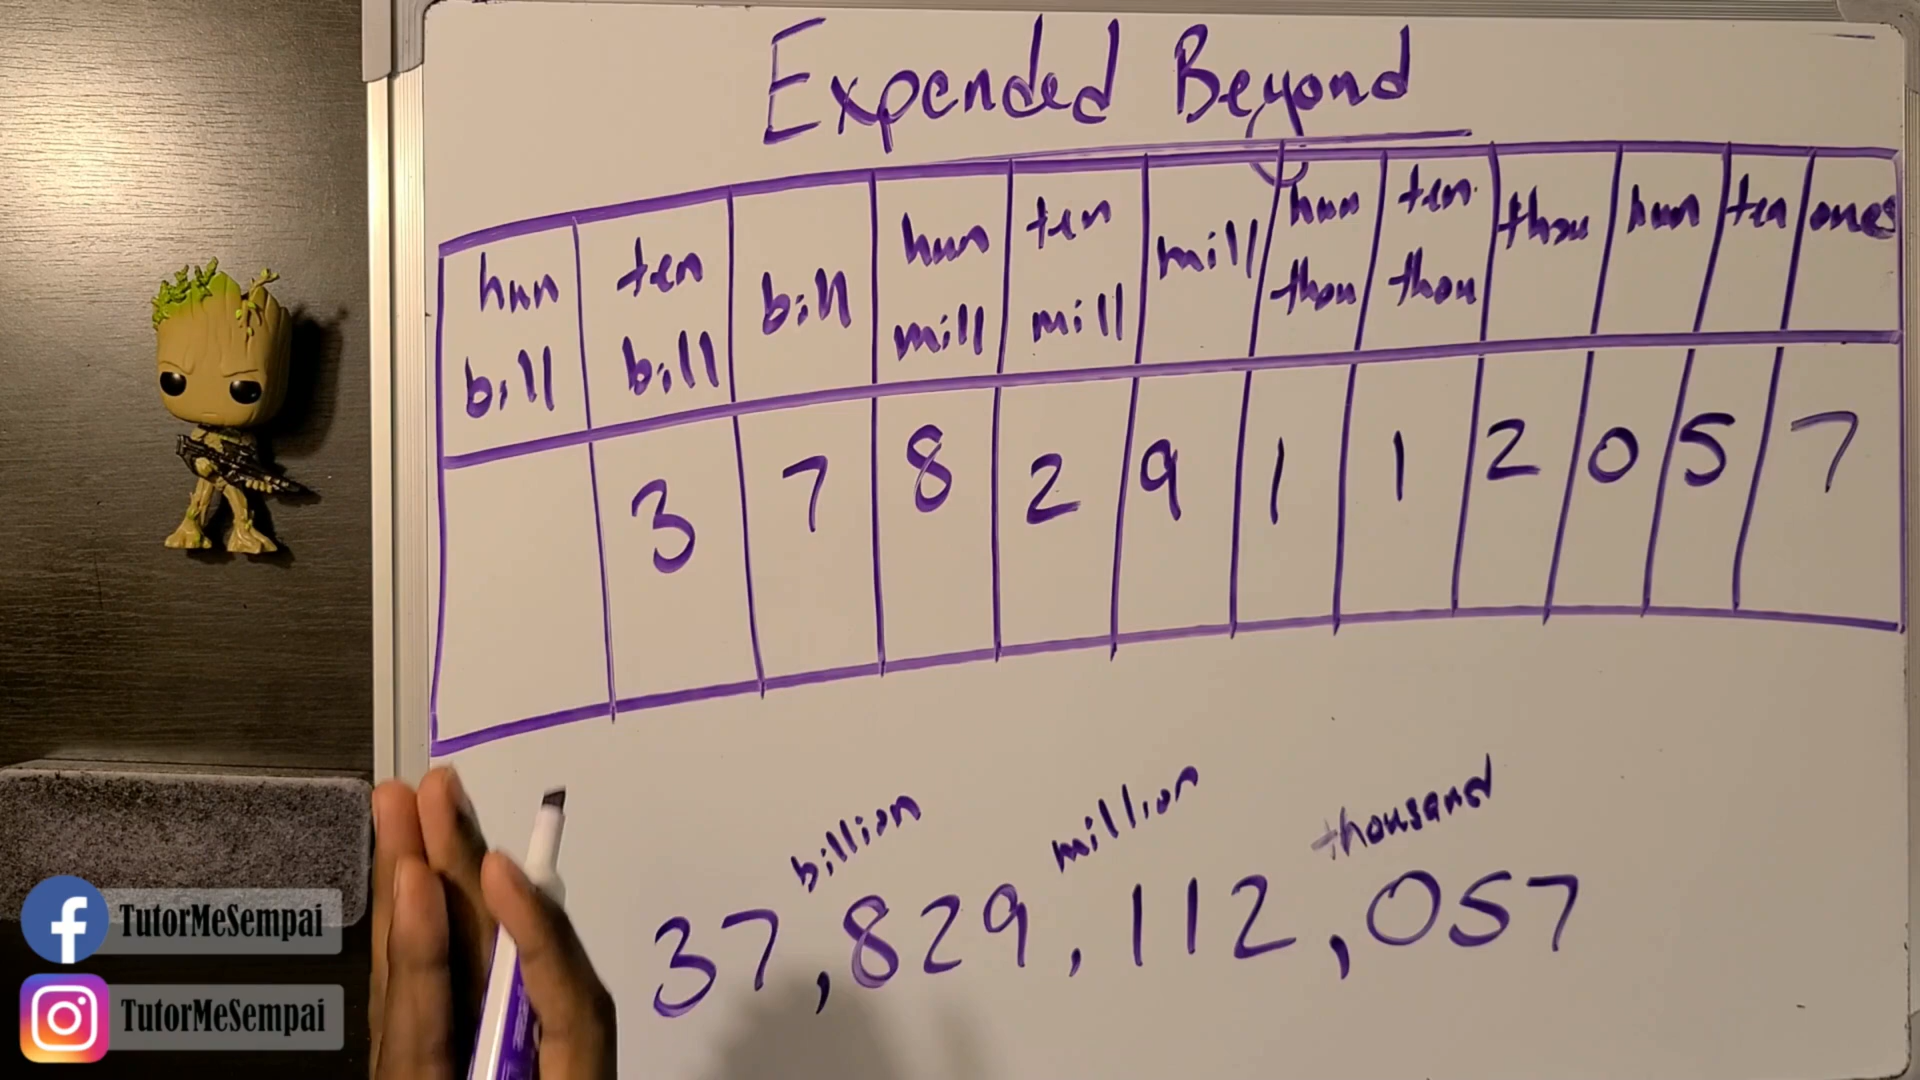 Expended Beyond
hun bill ten bill bill hun mill ten mill mill hun thou ten thou thou hun ten ones
3 7 8 2 9 1 1 2 0 5 7
billion million thousand
37,829,112,057
TutorMeSempai
TutorMeSempai